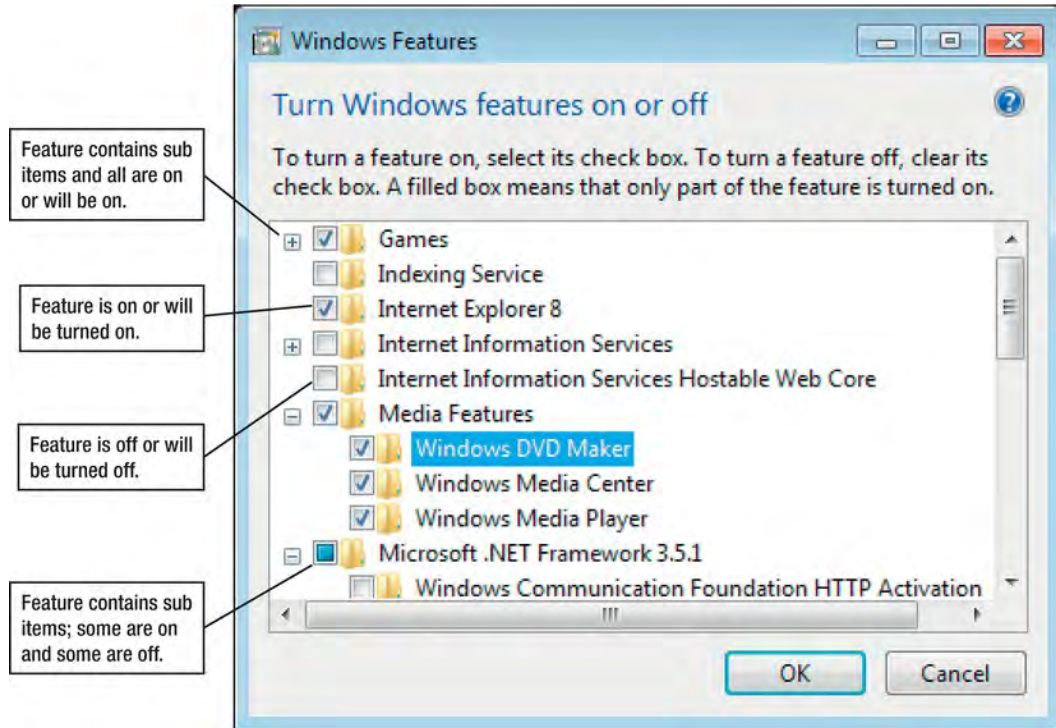 Windows Features
Turn Windows features on or off
To turn a feature on, select its check box. To turn a feature off, clear its
check box. A filled box means that only part of the feature is turned on.
Feature contains sub
items and all are on
or will be on.
Games
Indexing Service
Feature is on or will
be turned on.
Internet Explorer 8
Internet Information Services
Internet Information Services Hostable Web Core
Feature is off or will
be turned off.
Media Features
Windows DVD Maker
Windows Media Center
Windows Media Player
Microsoft .NET Framework 3.5.1
Windows Communication Foundation HTTP Activation
Feature contains sub
items; some are on
and some are off.
OK
Cancel